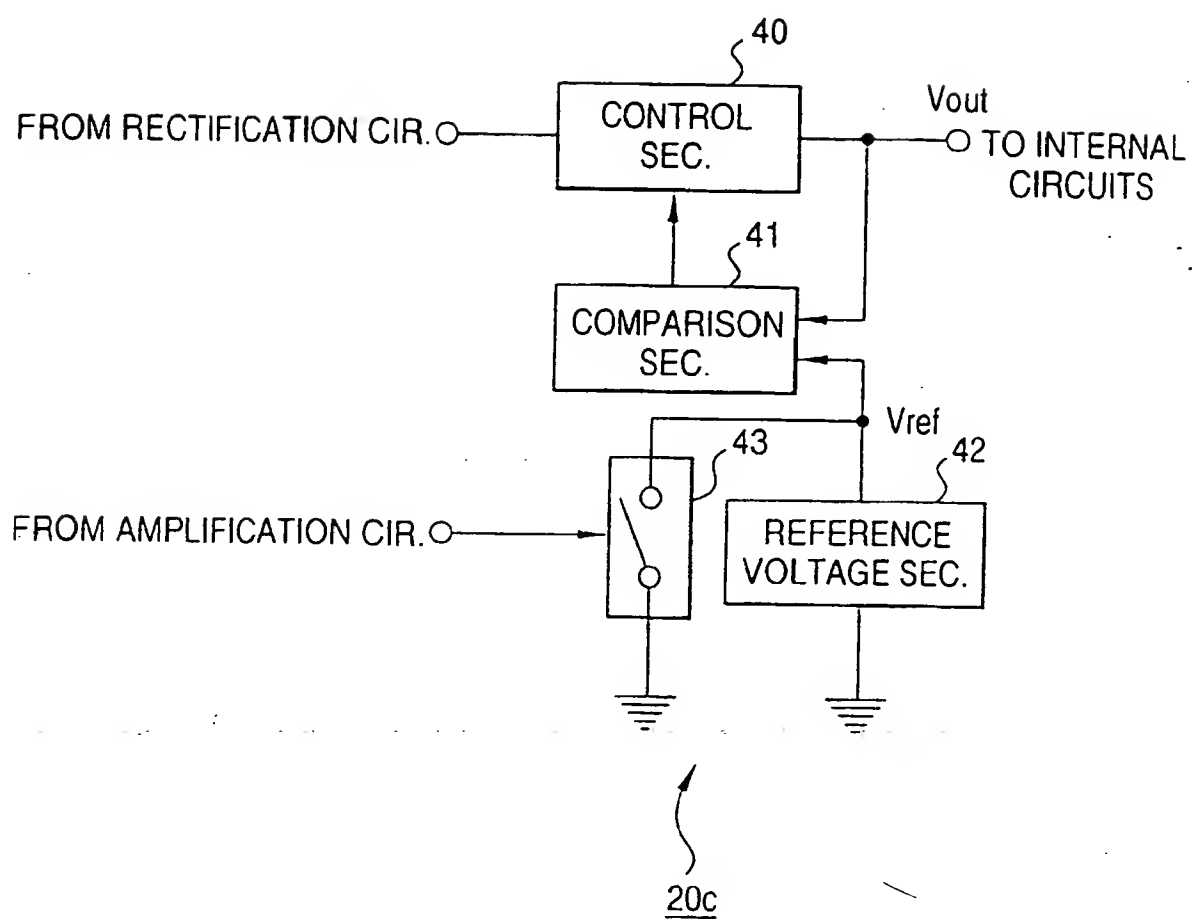 40
CONTROL
SEC.
FROM RECTIFICATION CIR.
Vout
TO INTERNAL
CIRCUITS
41
COMPARISON
SEC.
Vref
43
42
FROM AMPLIFICATION CIR.
REFERENCE
VOLTAGE SEC.
20c